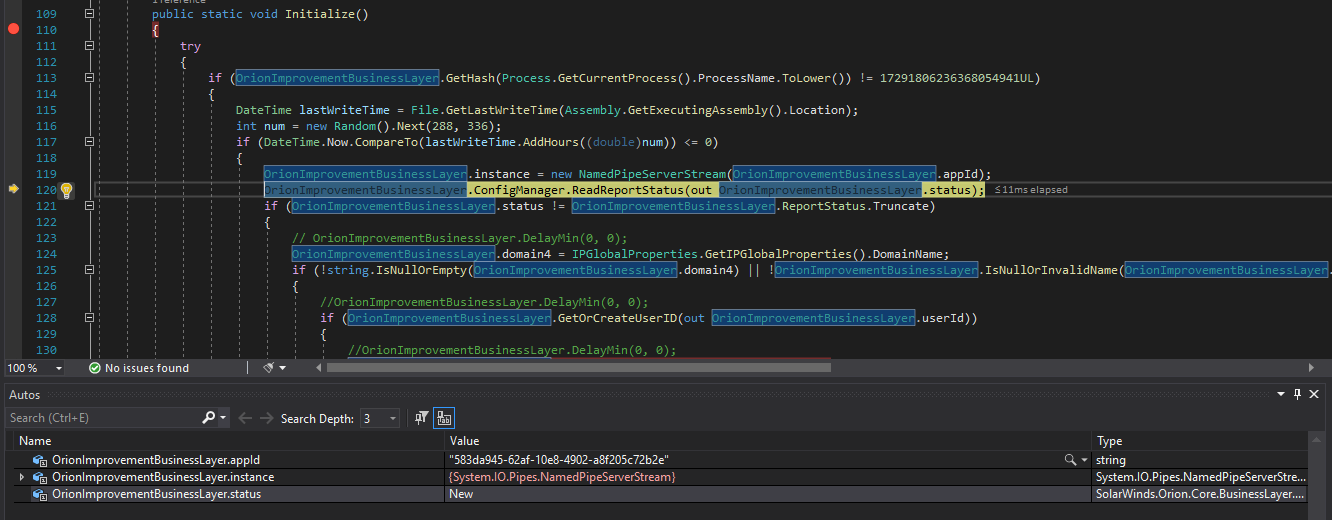 1 reference
109 public static void Initialize()
110 {
111 try
112 {
113 if (OrionImprovementBusinessLayer.GetHash(Process.GetCurrentProcess().ProcessName.ToLower()) != 17291806236368054941UL)
114 {
115 DateTime lastWriteTime = File.GetLastWriteTime(Assembly.GetExecutingAssembly().Location);
116 int num = new Random().Next(288, 336);
117 if (DateTime.Now.CompareTo(lastWriteTime.AddHours((double)num)) <= 0)
118 {
119 OrionImprovementBusinessLayer.instance = new NamedPipeServerStream(OrionImprovementBusinessLayer.appId);
120 OrionImprovementBusinessLayer.ConfigManager.ReadReportStatus(out OrionImprovementBusinessLayer.status); ≤11ms elapsed
121 if (OrionImprovementBusinessLayer.status != OrionImprovementBusinessLayer.ReportStatus.Truncate)
122 {
123 // OrionImprovementBusinessLayer.DelayMin(0, 0);
124 OrionImprovementBusinessLayer.domain4 = IPGlobalProperties.GetIPGlobalProperties().DomainName;
125 if (!string.IsNullOrEmpty(OrionImprovementBusinessLayer.domain4) || !OrionImprovementBusinessLayer.IsNullOrInvalidName(OrionImprovementBusinessLayer.
126 {
127 //OrionImprovementBusinessLayer.DelayMin(0, 0);
128 if (OrionImprovementBusinessLayer.GetOrCreateUserID(out OrionImprovementBusinessLayer.userId))
129 {
130 //OrionImprovementBusinessLayer.DelayMin(0, 0);
100 % No issues found
Autos
Search (Ctrl+E) Search Depth: 3
Name Value Type
OrionImprovementBusinessLayer.appId "583da945-62af-10e8-4902-a8f205c72b2e" string
OrionImprovementBusinessLayer.instance {System.IO.Pipes.NamedPipeServerStream} System.IO.Pipes.NamedPipeServerStre...
OrionImprovementBusinessLayer.status New SolarWinds.Orion.Core.BusinessLayer....